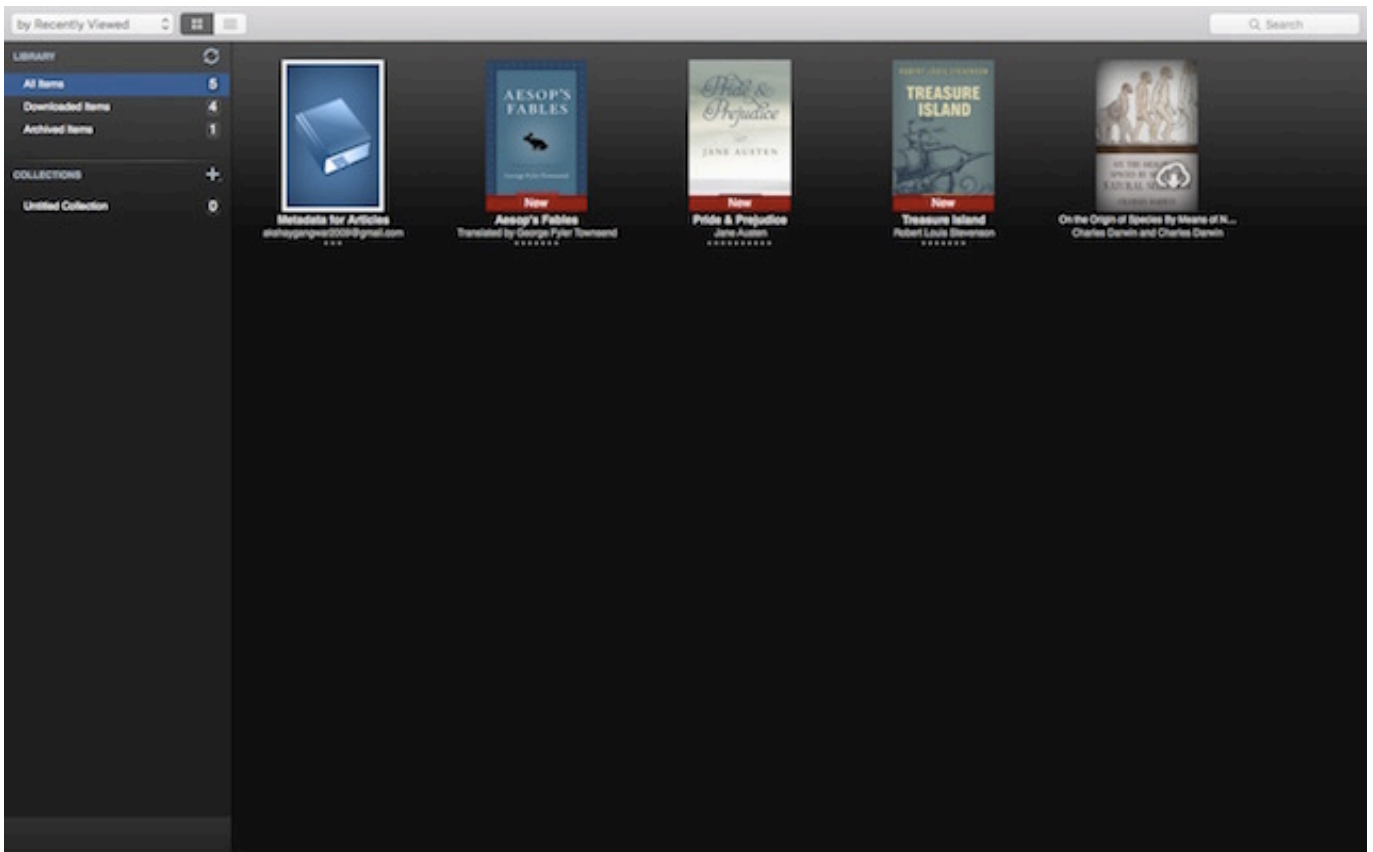 by Recently Viewed
Search
LIBRARY
All Items 5
Downloaded Items 4
Archived Items 1
COLLECTIONS
Untitled Collection 0
Metadata for Articles
akshaygangwar2009@gmail.com
AESOP'S
FABLES
George Fyler Townsend
New
Aesop's Fables
Translated by George Fyler Townsend
Pride &
Prejudice
JANE AUSTEN
New
Pride & Prejudice
Jane Austen
ROBERT LOUIS STEVENSON
TREASURE
ISLAND
New
Treasure Island
Robert Louis Stevenson
On the Origin of Species By Means of N...
Charles Darwin and Charles Darwin